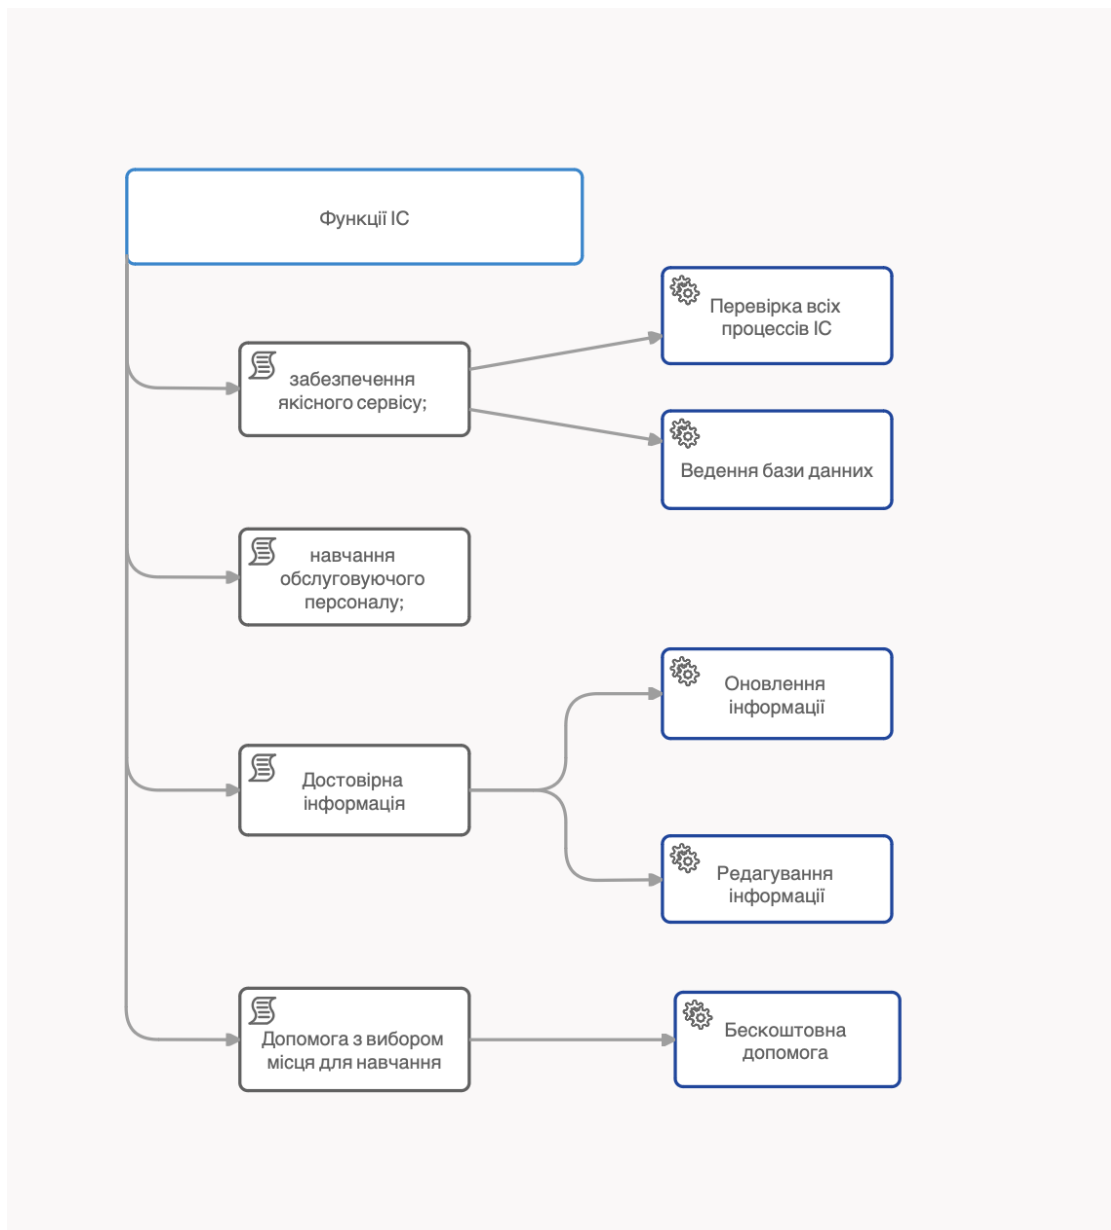 Функції ІС
Перевірка всіх
процессів ІС
забезпечення
якісного сервісу;
Ведення бази данних
навчання
обслуговуючого
персоналу;
Оновлення
інформації
Достовірна
інформація
Редагування
інформації
Допомога з вибором
місця для навчання
Бескоштовна
допомога